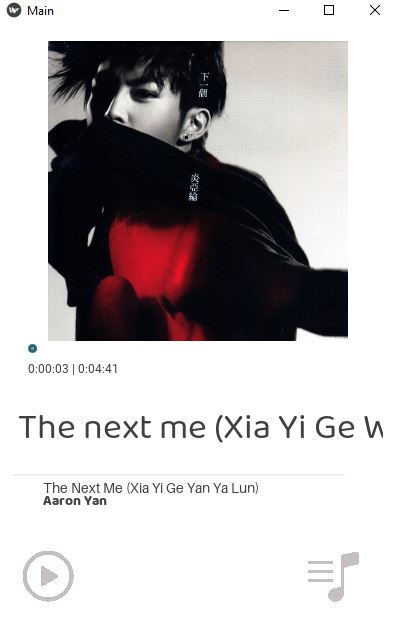 Main
下一個
炎亞綸
0:00:03 | 0:04:41
The next me (Xia Yi Ge W
The Next Me (Xia Yi Ge Yan Ya Lun)
Aaron Yan